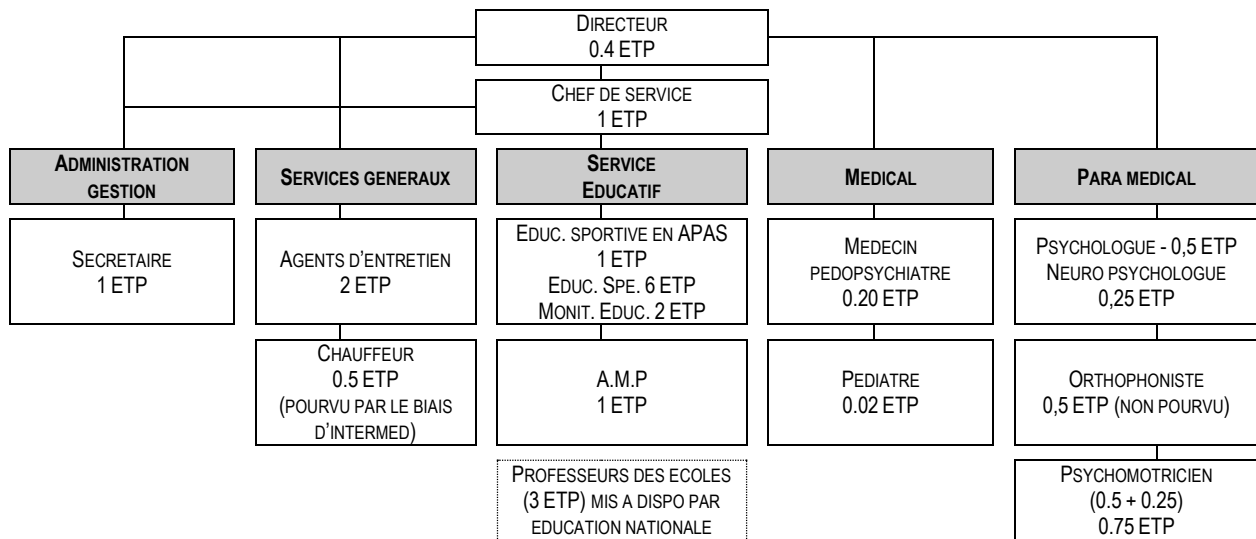 DIRECTEUR
0.4 ETP
CHEF DE SERVICE
1 ETP
ADMINISTRATION
GESTION
SERVICES GENERAUX
SERVICE
EDUCATIF
MEDICAL
PARA MEDICAL
SECRETAIRE
1 ETP
AGENTS D'ENTRETIEN
2 ETP
EDUC. SPORTIVE EN APAS
1 ETP
EDUC. SPE. 6 ETP
MONIT. EDUC. 2 ETP
MEDECIN
PEDOPSYCHIATRE
0.20 ETP
PSYCHOLOGUE - 0,5 ETP
NEURO PSYCHOLOGUE
0,25 ETP
CHAUFFEUR
0.5 ETP
(POURVU PAR LE BIAIS
D'INTERMED)
A.M.P
1 ETP
PEDIATRE
0.02 ETP
ORTHOPHONISTE
0,5 ETP (NON POURVU)
PROFESSEURS DES ECOLES
(3 ETP) MIS A DISPO PAR
EDUCATION NATIONALE
PSYCHOMOTRICIEN
(0.5 + 0.25)
0.75 ETP